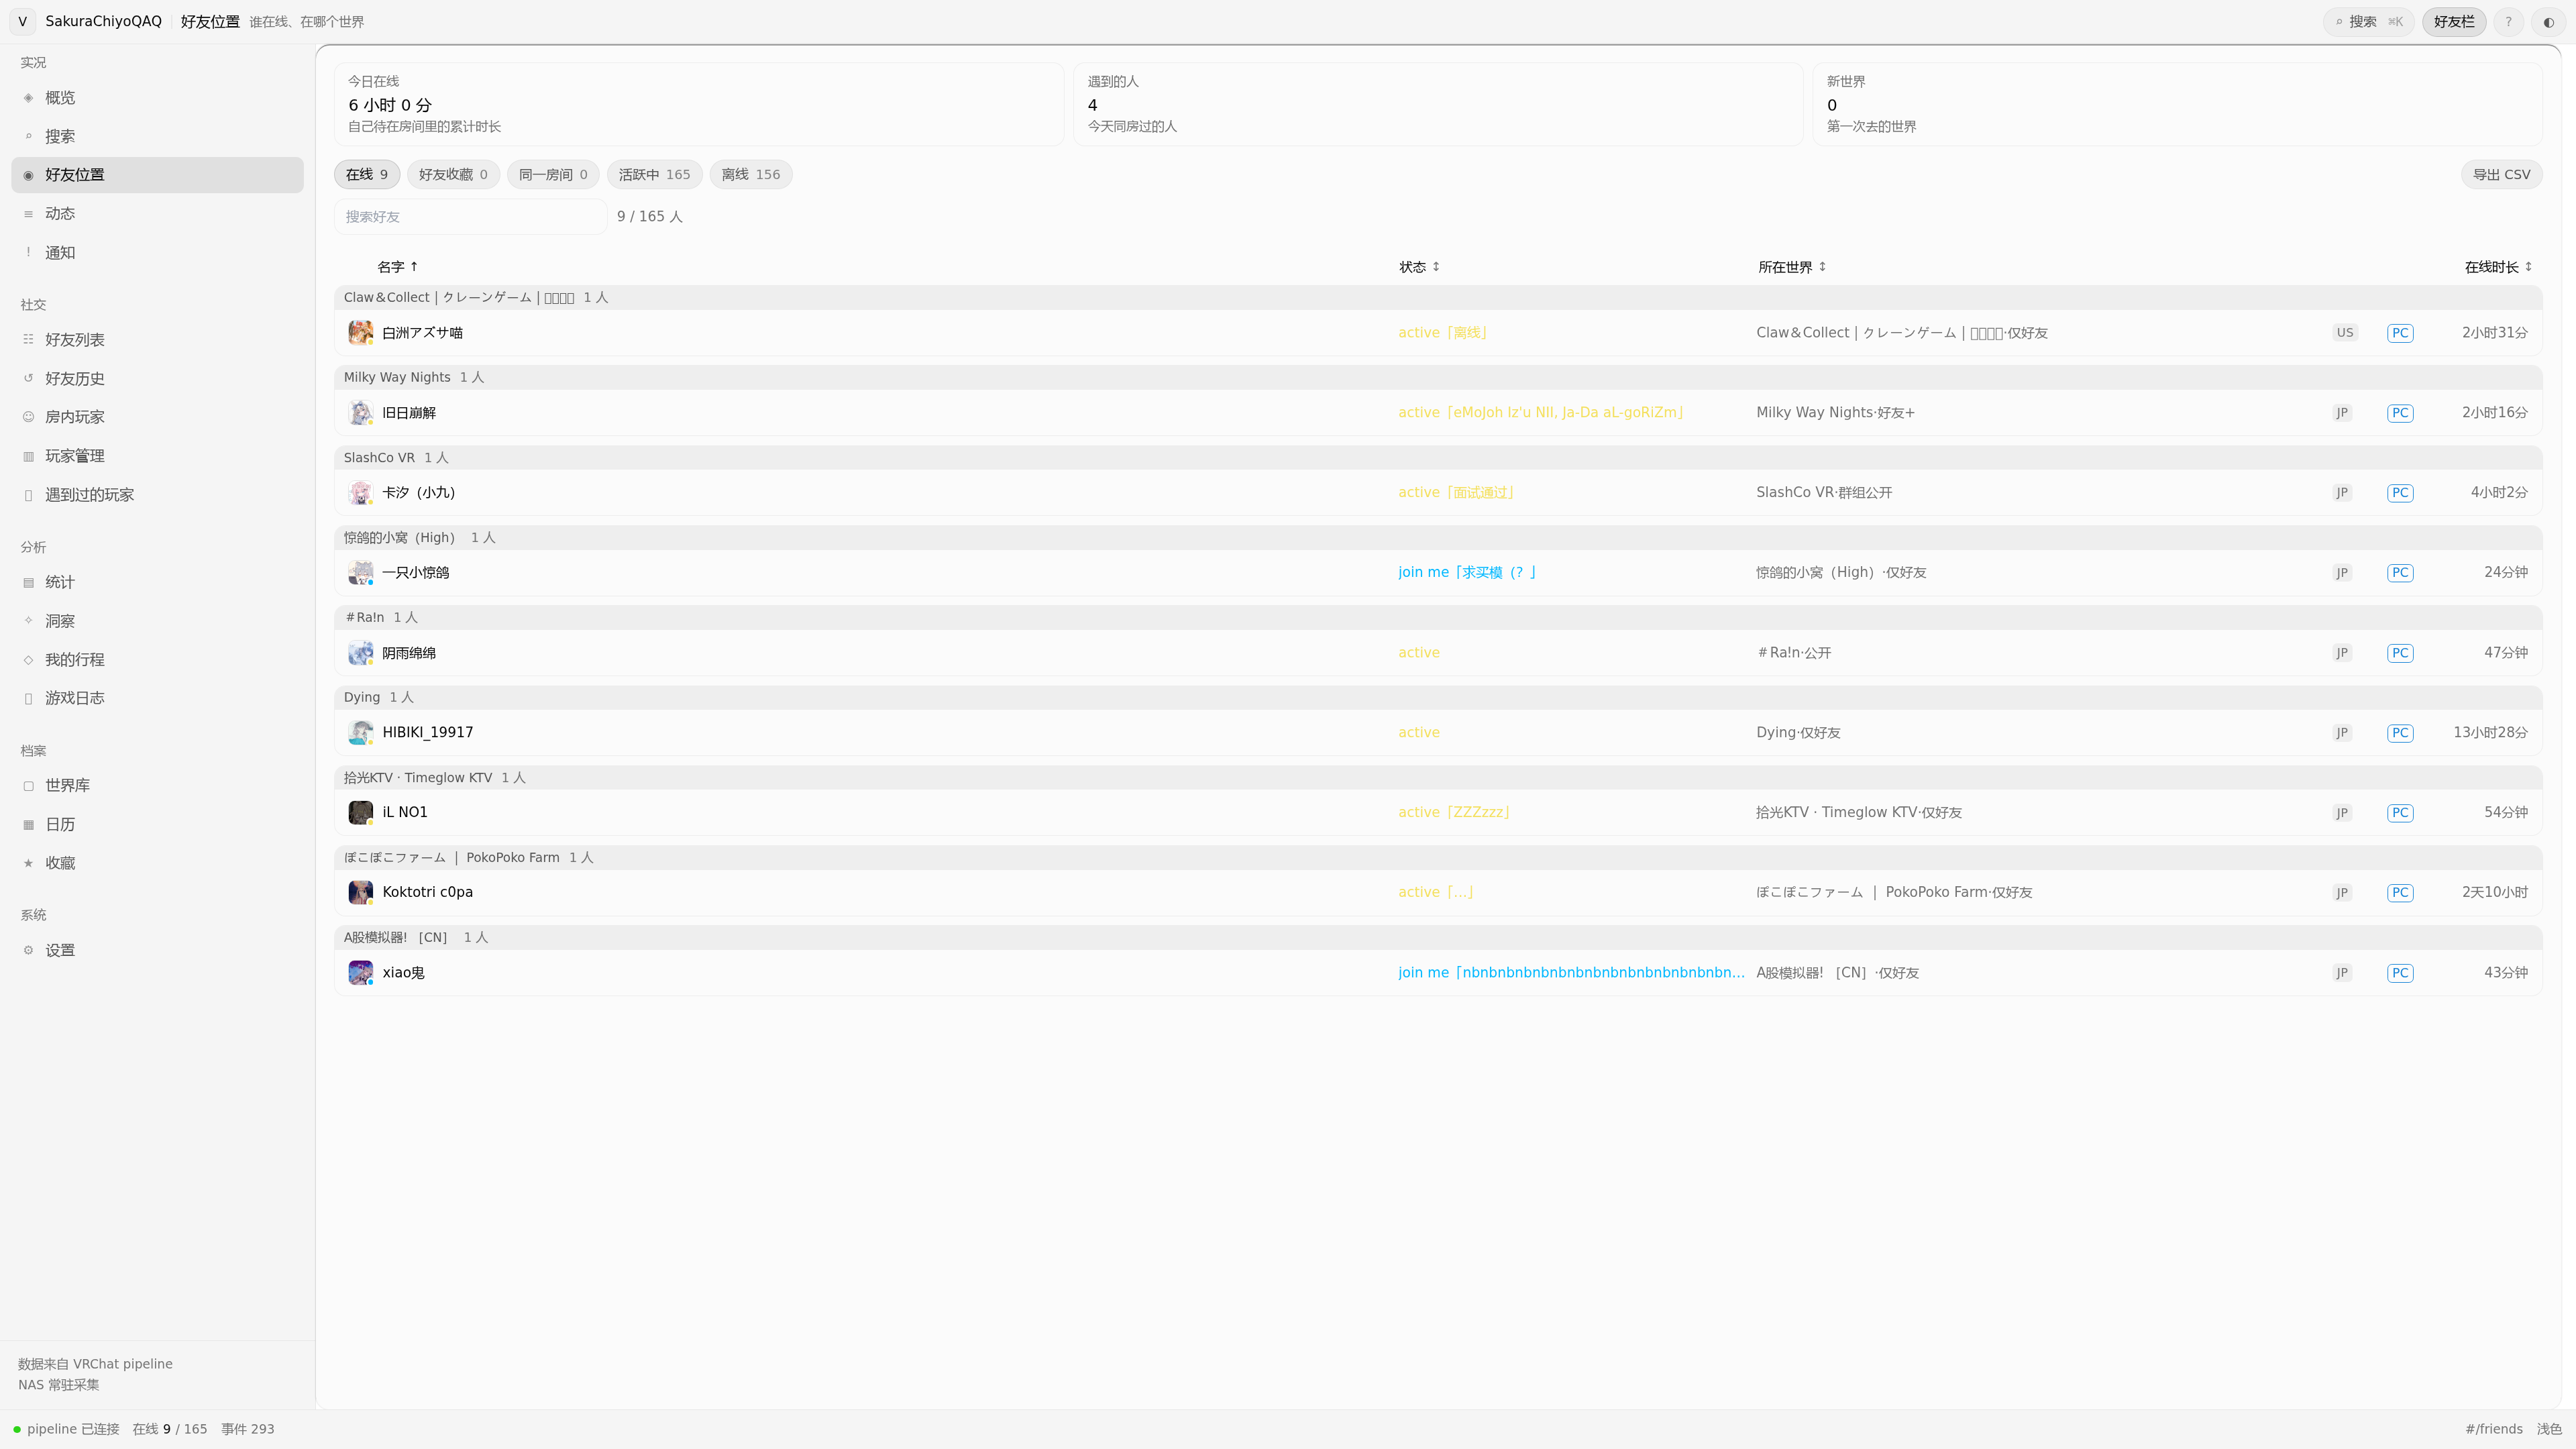 V SakuraChiyoQAQ 好友位置 谁在线、在哪个世界 搜索 ⌘K 好友栏 ?
实况
概览
搜索
好友位置
动态
通知
社交
好友列表
好友历史
房内玩家
玩家管理
遇到过的玩家
分析
统计
洞察
我的行程
游戏日志
档案
世界库
日历
收藏
系统
设置
数据来自 VRChat pipeline
NAS 常驻采集
今日在线
6 小时 0 分
自己待在房间里的累计时长
遇到的人
4
今天同房过的人
新世界
0
第一次去的世界
在线 9 好友收藏 0 同一房间 0 活跃中 165 离线 156 导出 CSV
搜索好友 9 / 165 人
名字 ↑ 状态 ↕ 所在世界 ↕ 在线时长 ↕
Claw&Collect | クレーンゲーム | 1 人
白洲アズサ喵 active「离线」 Claw&Collect | クレーンゲーム | ·仅好友 US PC 2小时31分
Milky Way Nights 1 人
旧日崩解 active「eMoJoh Iz'u NII, Ja-Da aL-goRiZm」 Milky Way Nights·好友+ JP PC 2小时16分
SlashCo VR 1 人
卡汐（小九） active「面试通过」 SlashCo VR·群组公开 JP PC 4小时2分
惊鸽的小窝（High） 1 人
一只小惊鸽 join me「求买模（? 」 惊鸽的小窝（High）·仅好友 JP PC 24分钟
＃Ra!n 1 人
阴雨绵绵 active ＃Ra!n·公开 JP PC 47分钟
Dying 1 人
HIBIKI_19917 active Dying·仅好友 JP PC 13小时28分
拾光KTV · Timeglow KTV 1 人
iL NO1 active「ZZZzzz」 拾光KTV · Timeglow KTV·仅好友 JP PC 54分钟
ぽこぽこファーム ｜ PokoPoko Farm 1 人
Koktotri c0pa active「...」 ぽこぽこファーム ｜ PokoPoko Farm·仅好友 JP PC 2天10小时
A股模拟器! ［CN］ 1 人
xiao鬼 join me「nbnbnbnbnbnbnbnbnbnbnbnbnbnbnbn... A股模拟器! ［CN］·仅好友 JP PC 43分钟
pipeline 已连接 在线 9 / 165 事件 293 #/friends 浅色